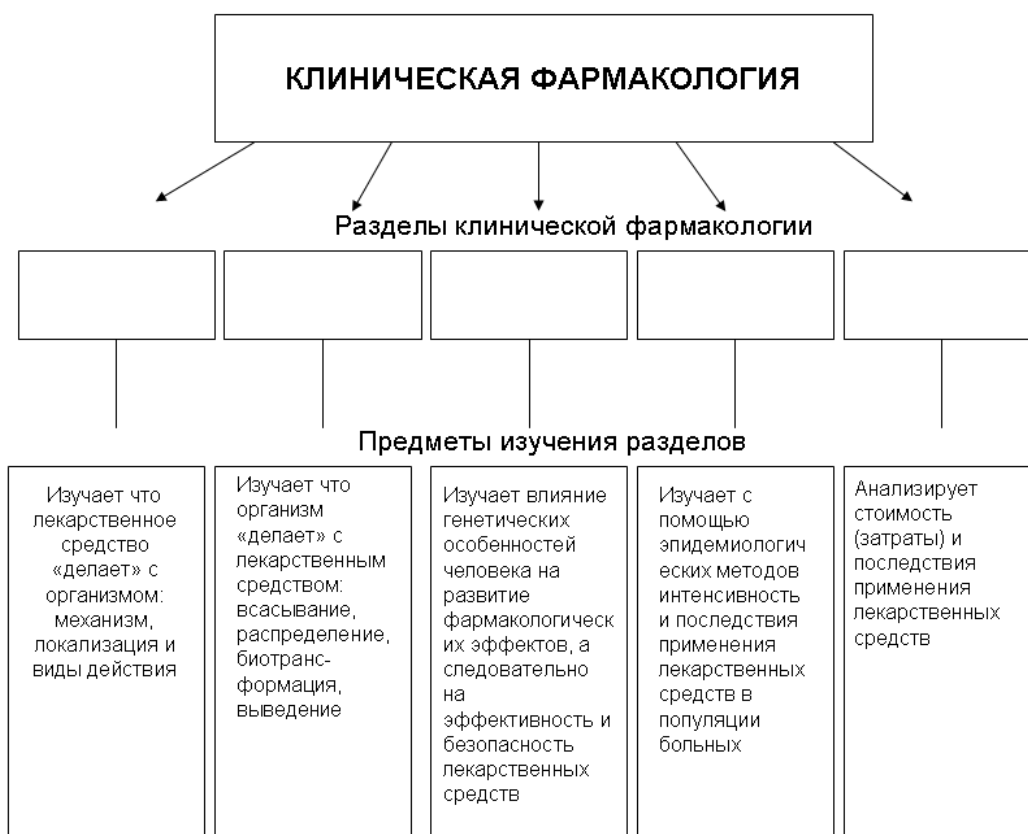 КЛИНИЧЕСКАЯ ФАРМАКОЛОГИЯ
Разделы клинической фармакологии
Предметы изучения разделов
Изучает что
лекарственное
средство
«делает» с
организмом:
механизм,
локализация и
виды действия
Изучает что
организм
«делает» с
лекарственным
средством:
всасывание,
распределение,
биотранс-
формация,
выведение
Изучает влияние
генетических
особенностей
человека на
развитие
фармакологическ
их эффектов, а
следовательно
на
эффективность и
безопасность
лекарственных
средств
Изучает с
помощью
эпидемиологич
еских методов
интенсивность
и последствия
применения
лекарственных
средств в
популяции
больных
Анализирует
стоимость
(затраты) и
последствия
применения
лекарственных
средств